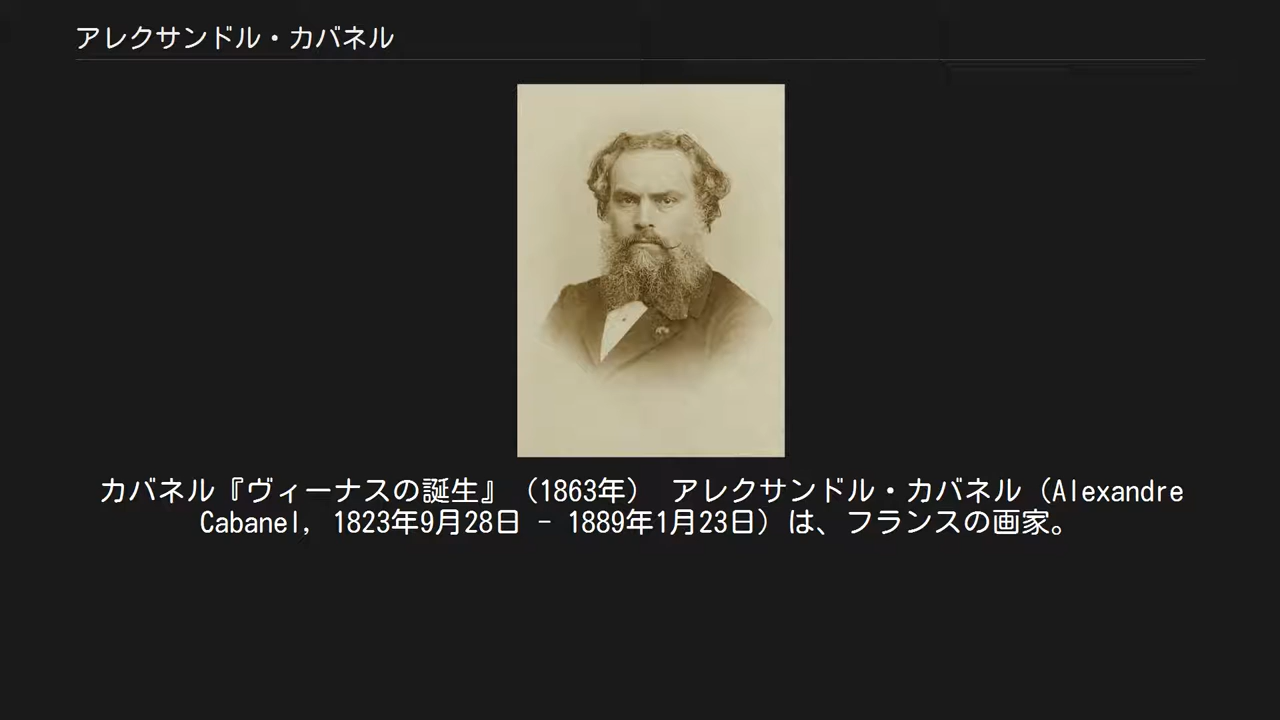 アレクサンドル・カバネル
カバネル『ヴィーナスの誕生』（1863年） アレクサンドル・カバネル（Alexandre
Cabanel, 1823年9月28日 - 1889年1月23日）は、フランスの画家。